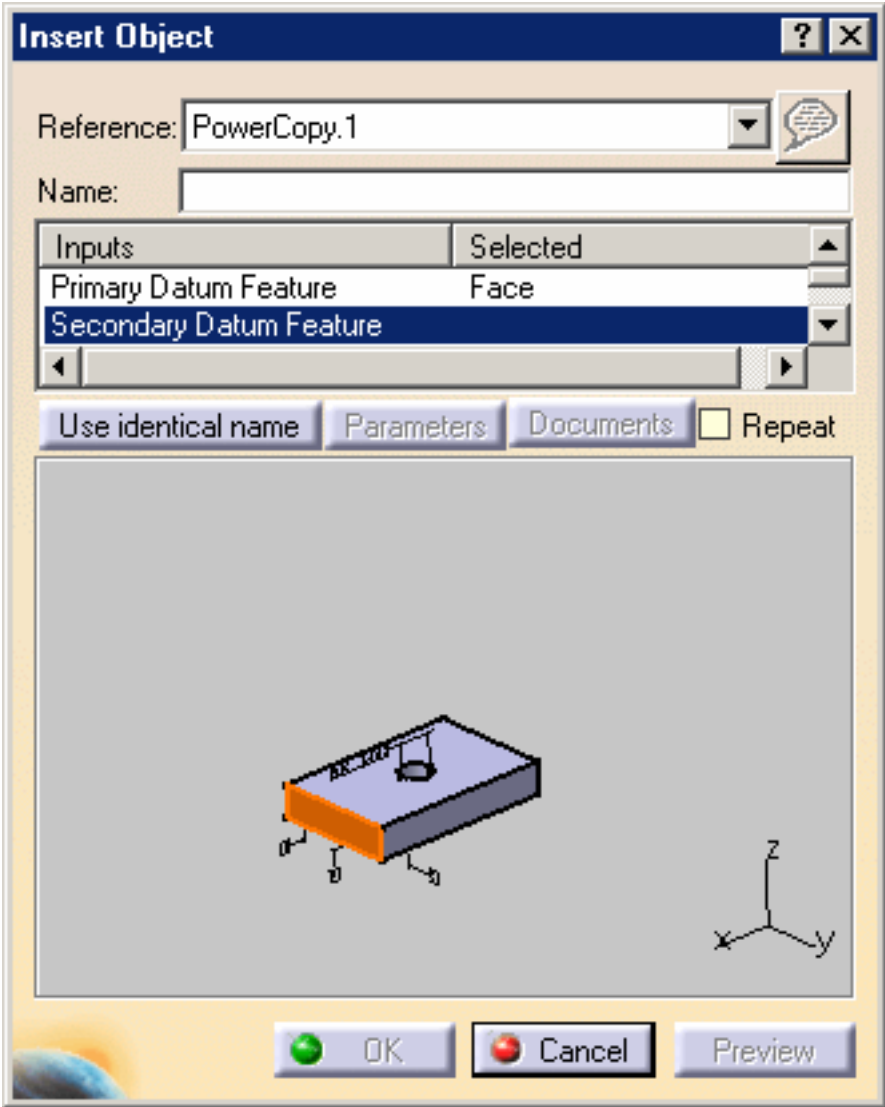 Insert Object
Reference: PowerCopy.1
Name:
Inputs Selected
Primary Datum Feature Face
Secondary Datum Feature
Use identical name Parameters Documents Repeat
z
x y
OK Cancel Preview